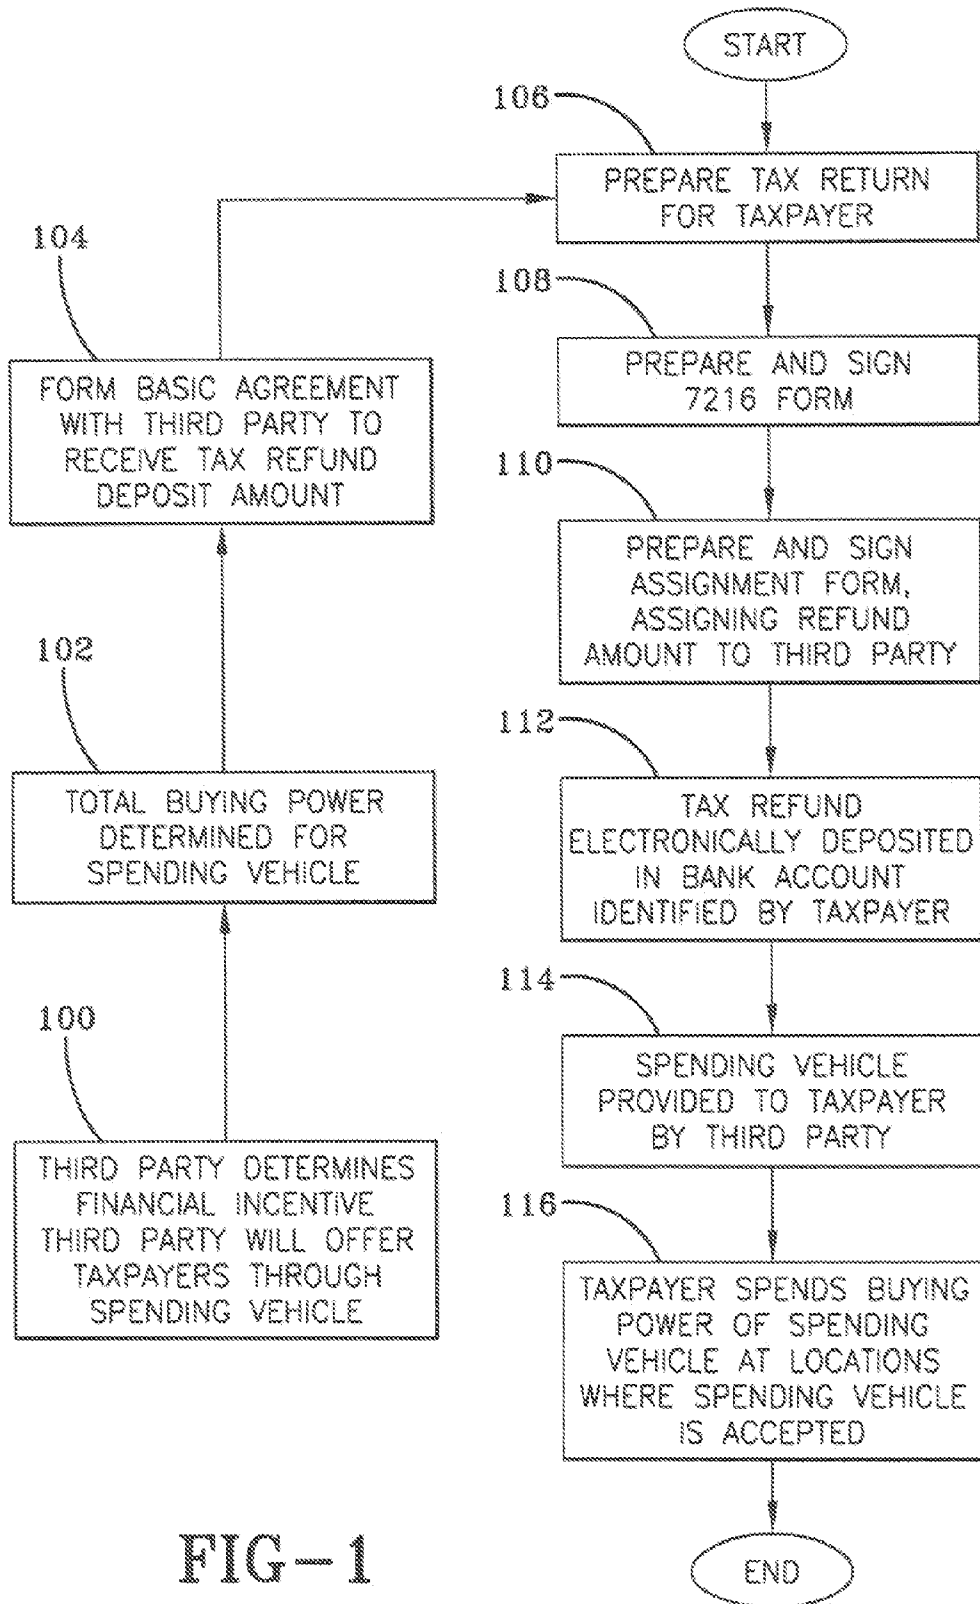 START
106
PREPARE TAX RETURN
FOR TAXPAYER
104
108
FORM BASIC AGREEMENT
WITH THIRD PARTY TO
RECEIVE TAX REFUND
DEPOSIT AMOUNT
PREPARE AND SIGN
7216 FORM
110
PREPARE AND SIGN
ASSIGNMENT FORM,
ASSIGNING REFUND
AMOUNT TO THIRD PARTY
102
TOTAL BUYING POWER
DETERMINED FOR
SPENDING VEHICLE
112
TAX REFUND
ELECTRONICALLY DEPOSITED
IN BANK ACCOUNT
IDENTIFIED BY TAXPAYER
100
THIRD PARTY DETERMINES
FINANCIAL INCENTIVE
THIRD PARTY WILL OFFER
TAXPAYERS THROUGH
SPENDING VEHICLE
114
SPENDING VEHICLE
PROVIDED TO TAXPAYER
BY THIRD PARTY
116
TAXPAYER SPENDS BUYING
POWER OF SPENDING
VEHICLE AT LOCATIONS
WHERE SPENDING VEHICLE
IS ACCEPTED
END
FIG-1